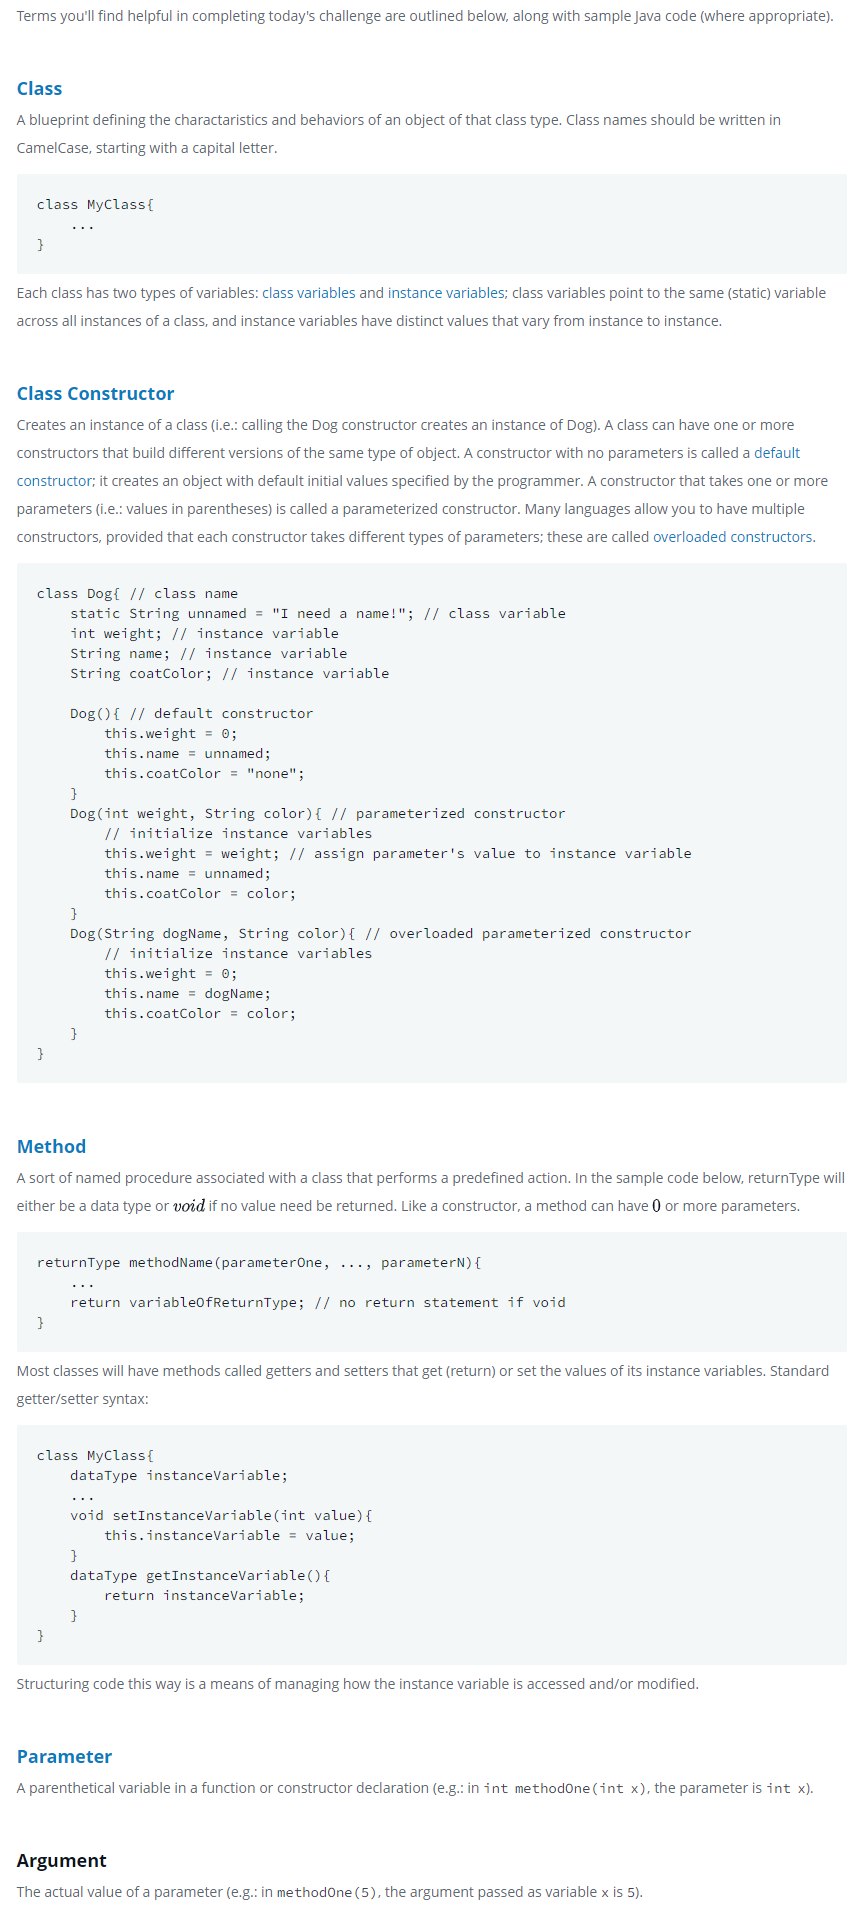 Terms you'll find helpful in completing today's challenge are outlined below, along with sample Java code (where appropriate).
Class
A blueprint defining the charactaristics and behaviors of an object of that class type. Class names should be written in
CamelCase, starting with a capital letter.
class MyClass{
    ...
}
Each class has two types of variables: class variables and instance variables; class variables point to the same (static) variable
across all instances of a class, and instance variables have distinct values that vary from instance to instance.
Class Constructor
Creates an instance of a class (i.e.: calling the Dog constructor creates an instance of Dog). A class can have one or more
constructors that build different versions of the same type of object. A constructor with no parameters is called a default
constructor; it creates an object with default initial values specified by the programmer. A constructor that takes one or more
parameters (i.e.: values in parentheses) is called a parameterized constructor. Many languages allow you to have multiple
constructors, provided that each constructor takes different types of parameters; these are called overloaded constructors.
class Dog{ // class name
    static String unnamed = "I need a name!"; // class variable
    int weight; // instance variable
    String name; // instance variable
    String coatColor; // instance variable
    Dog(){ // default constructor
        this.weight = 0;
        this.name = unnamed;
        this.coatColor = "none";
    }
    Dog(int weight, String color){ // parameterized constructor
        // initialize instance variables
        this.weight = weight; // assign parameter's value to instance variable
        this.name = unnamed;
        this.coatColor = color;
    }
    Dog(String dogName, String color){ // overloaded parameterized constructor
        // initialize instance variables
        this.weight = 0;
        this.name = dogName;
        this.coatColor = color;
    }
}
Method
A sort of named procedure associated with a class that performs a predefined action. In the sample code below, returnType will
either be a data type or void if no value need be returned. Like a constructor, a method can have 0 or more parameters.
returnType methodName(parameterOne, ..., parameterN){
    ...
    return variableOfReturnType; // no return statement if void
}
Most classes will have methods called getters and setters that get (return) or set the values of its instance variables. Standard
getter/setter syntax:
class MyClass{
    dataType instanceVariable;
    ...
    void setInstanceVariable(int value){
        this.instanceVariable = value;
    }
    dataType getInstanceVariable(){
        return instanceVariable;
    }
}
Structuring code this way is a means of managing how the instance variable is accessed and/or modified.
Parameter
A parenthetical variable in a function or constructor declaration (e.g.: in int methodOne(int x), the parameter is int x).
Argument
The actual value of a parameter (e.g.: in methodOne(5), the argument passed as variable x is 5).